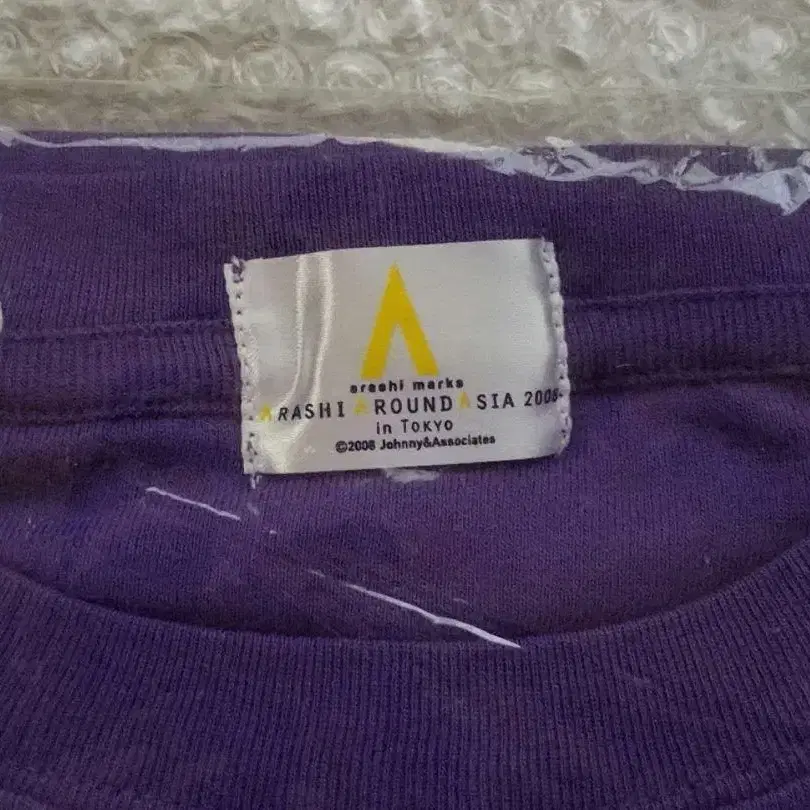 arashi marks
ARASHI AROUND ASIA 2008
in TOKYO
©2008 Johnny&Associates